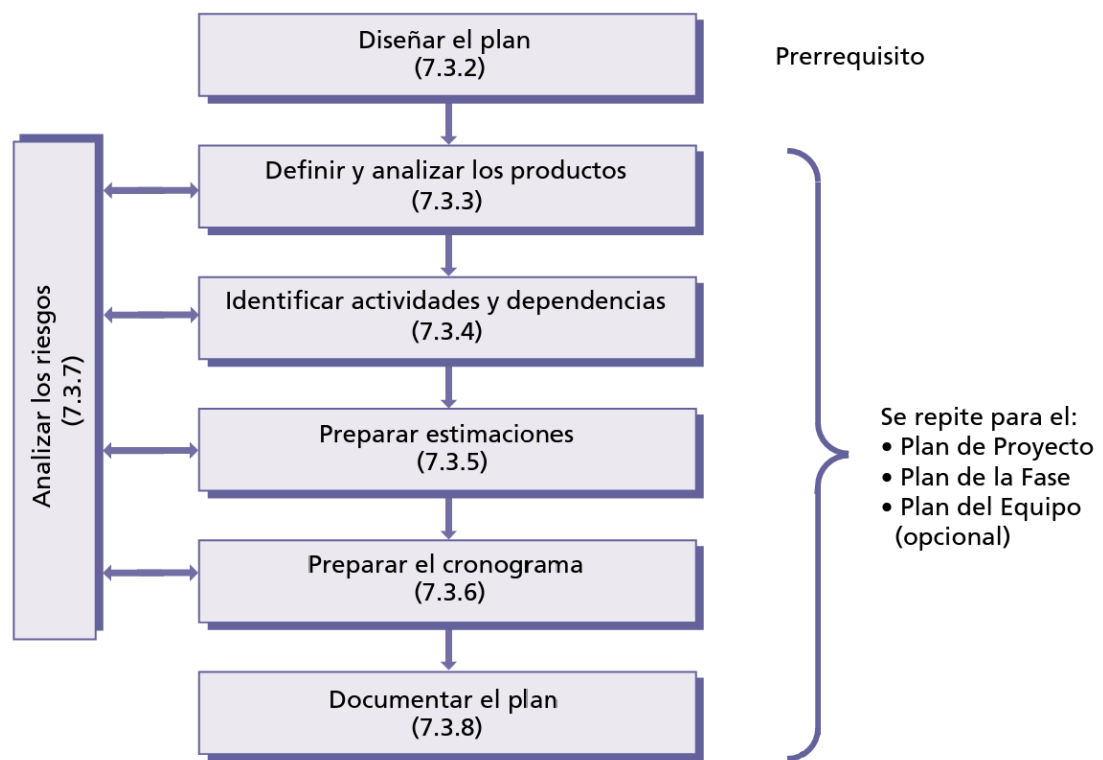 Diseñar el plan
(7.3.2)
Prerrequisito
Definir y analizar los productos
(7.3.3)
Identificar actividades y dependencias
(7.3.4)
Preparar estimaciones
(7.3.5)
Preparar el cronograma
(7.3.6)
Documentar el plan
(7.3.8)
Analizar los riesgos
(7.3.7)
Se repite para el:
• Plan de Proyecto
• Plan de la Fase
• Plan del Equipo
(opcional)